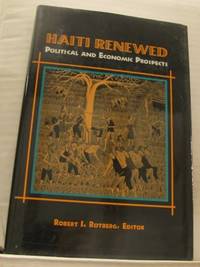 HAITI RENEWED
POLITICAL AND ECONOMIC PROSPECTS
ROBERT I. ROTBERG, EDITOR